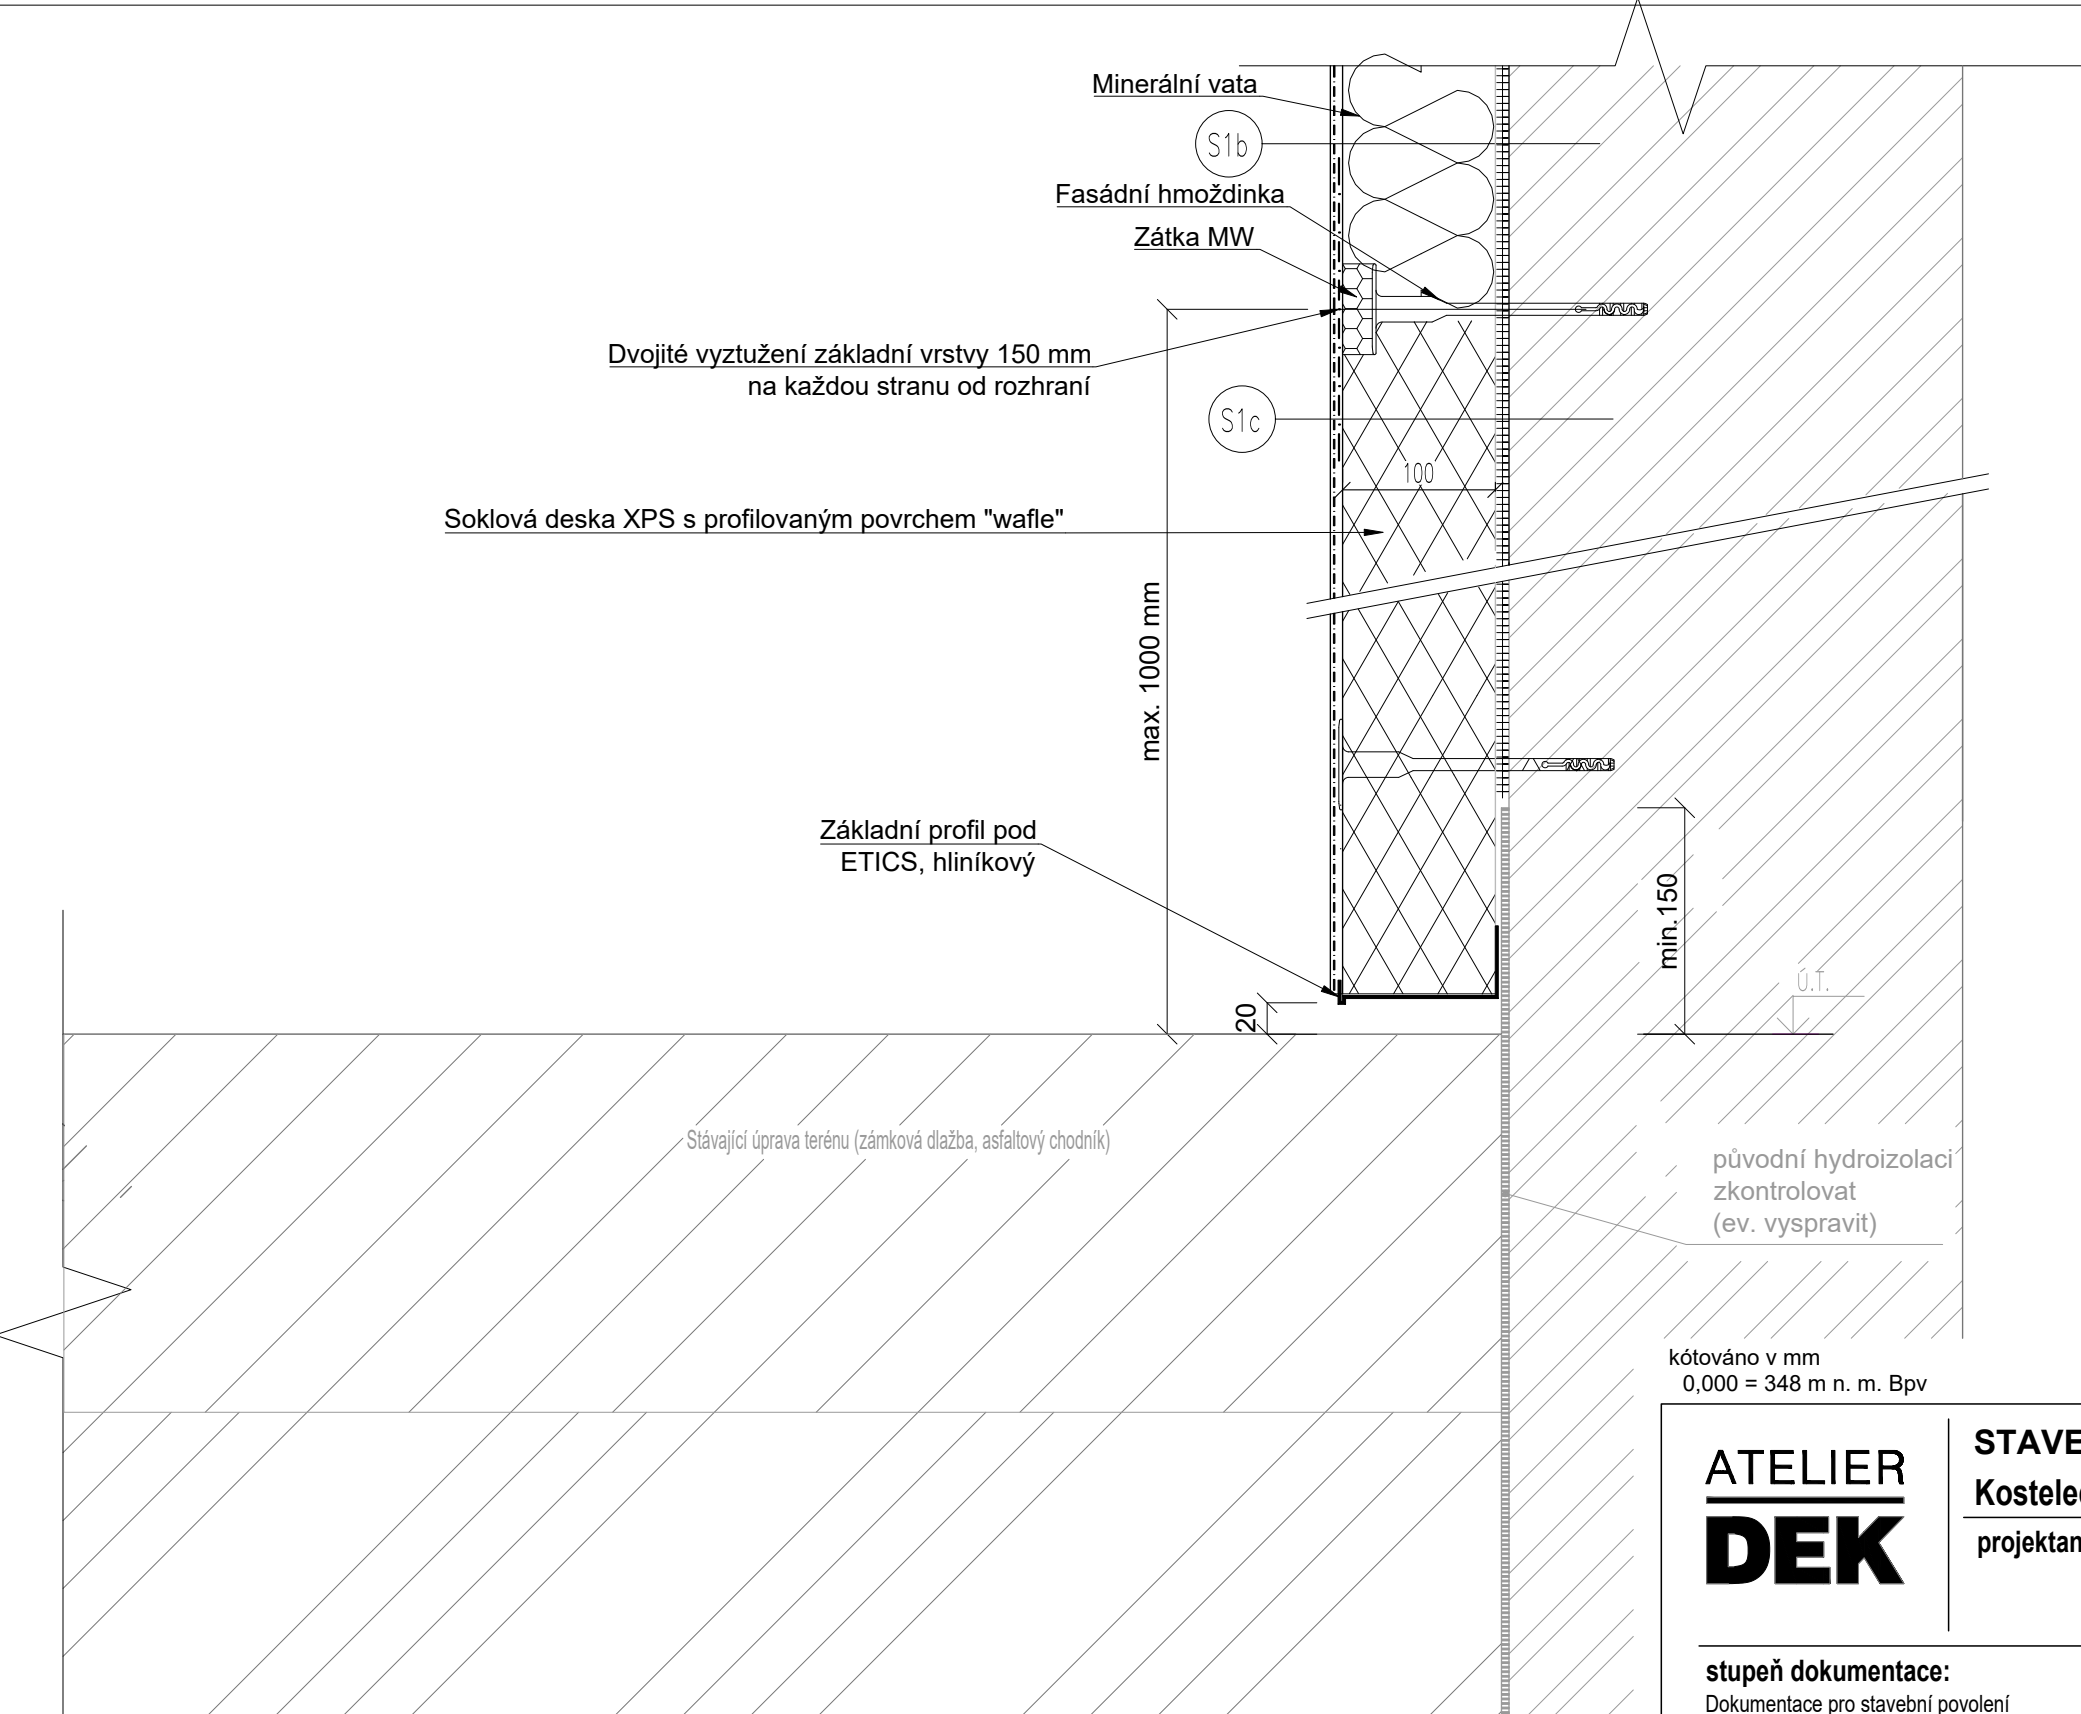 Minerální vata
S1b
Fasádní hmoždinka
Zátka MW
Dvojité vyztužení základní vrstvy 150 mm
na každou stranu od rozhraní
S1c
100
Soklová deska XPS s profilovaným povrchem "wafle"
max. 1000 mm
Základní profil pod
ETICS, hliníkový
min.150
Ú.T.
20
Stávající úprava terénu (zámková dlažba, asfaltový chodník)
původní hydroizolaci
zkontrolovat
(ev. vyspravit)
kótováno v mm
0,000 = 348 m n. m. Bpv
ATELIER
DEK
STAVE
Kostele
projektan
stupeň dokumentace:
Dokumentace pro stavební povolení